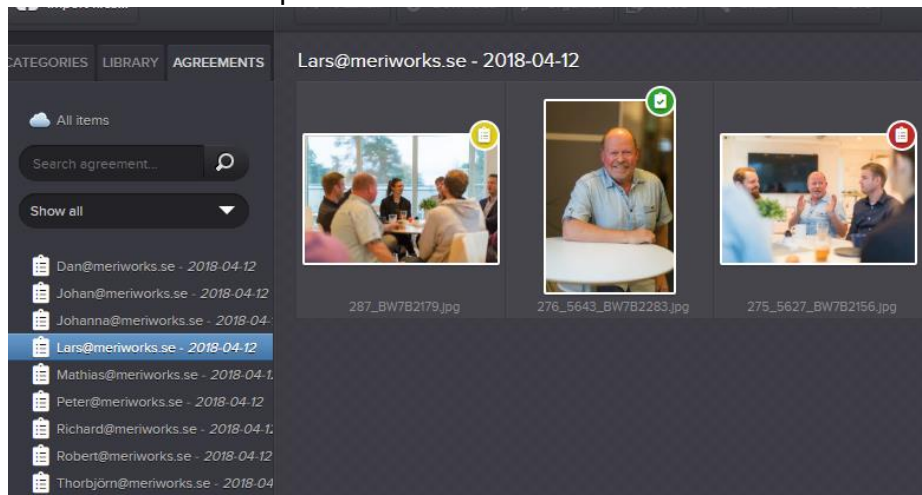 CATEGORIES LIBRARY AGREEMENTS
Lars@meriworks.se - 2018-04-12
All items
Search agreement...
Show all
287_BW7B2179.jpg
276_5643_BW7B2283.jpg
275_5627_BW7B2156.jpg
Dan@meriworks.se - 2018-04-12
Johan@meriworks.se - 2018-04-12
Johanna@meriworks.se - 2018-04-
Lars@meriworks.se - 2018-04-12
Mathias@meriworks.se - 2018-04-1
Peter@meriworks.se - 2018-04-12
Richard@meriworks.se - 2018-04-12
Robert@meriworks.se - 2018-04-12
Thorbjörn@meriworks.se - 2018-04